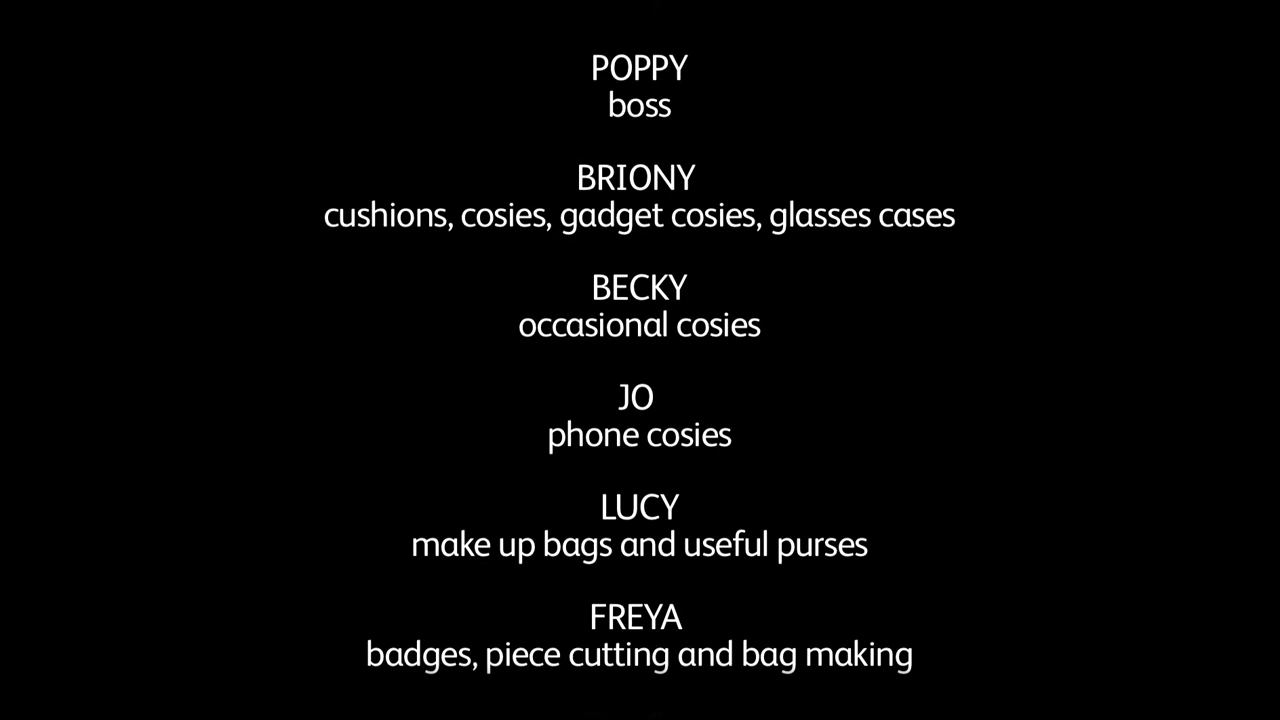 POPPY
boss
BRIONY
cushions, cosies, gadget cosies, glasses cases
BECKY
occasional cosies
JO
phone cosies
LUCY
make up bags and useful purses
FREYA
badges, piece cutting and bag making